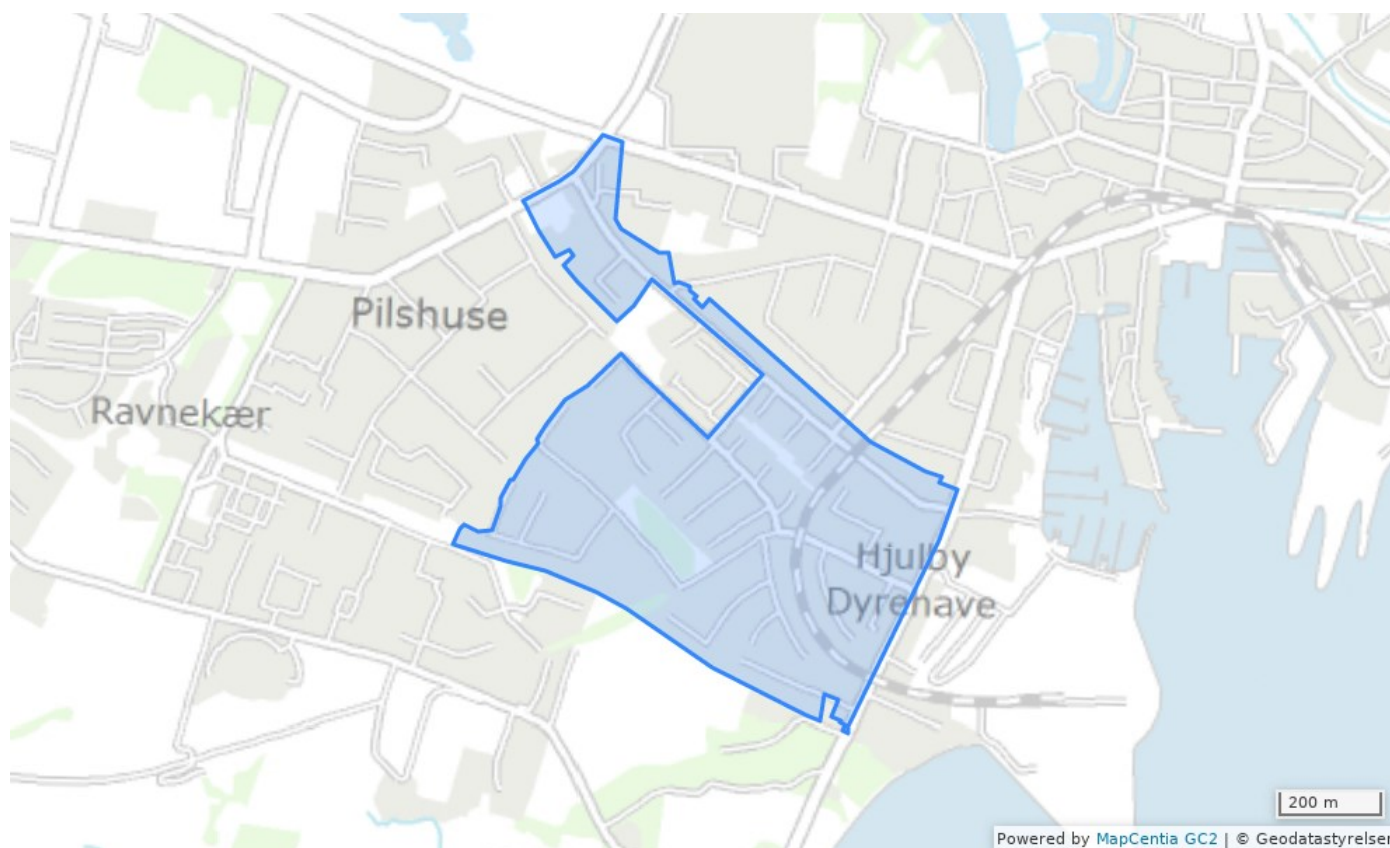 Pilshuse
Ravnekær
Hjulby
Dyrenave
200 m
Powered by MapCentia GC2 | © Geodatastyrelser